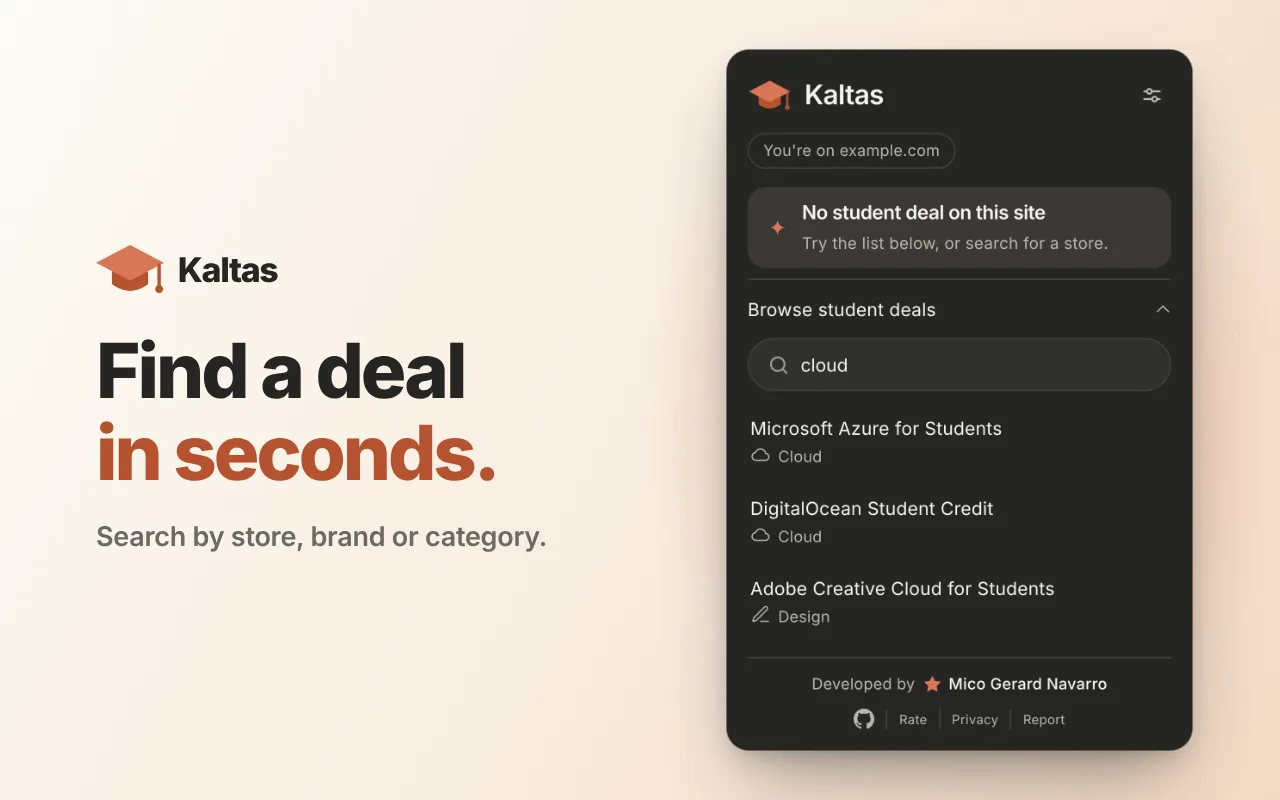 Kaltas
Find a deal
in seconds.
Search by store, brand or category.
Kaltas
You're on example.com
No student deal on this site
Try the list below, or search for a store.
Browse student deals
cloud
Microsoft Azure for Students
Cloud
DigitalOcean Student Credit
Cloud
Adobe Creative Cloud for Students
Design
Developed by Mico Gerard Navarro
Rate Privacy Report